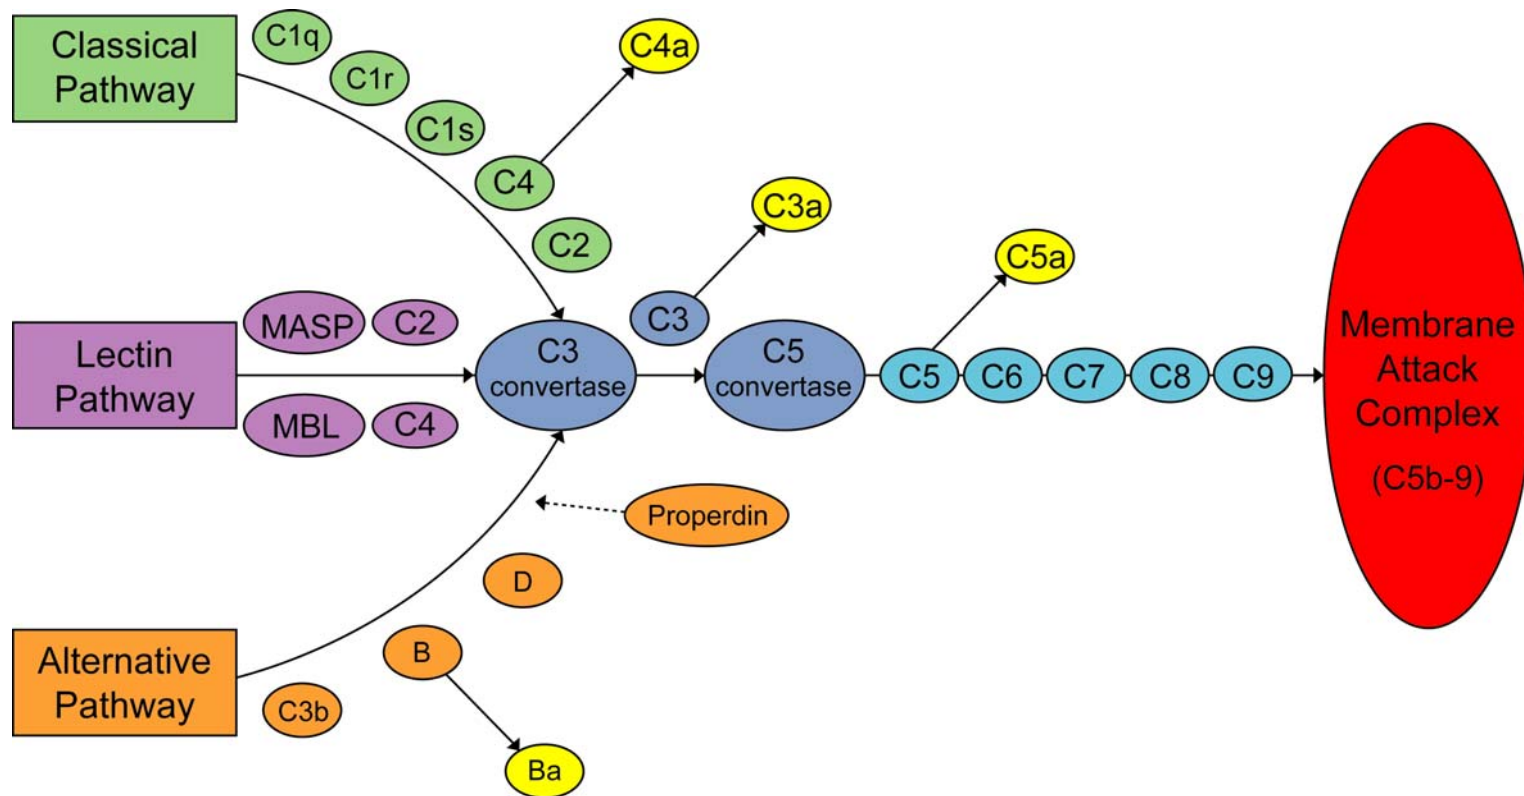 Classical
Pathway
C1q
C1r
C1s
C4
C2
C4a
Lectin
Pathway
MASP
C2
MBL
C4
C3
convertase
C3
C3a
C5
convertase
C5
C5a
C6
C7
C8
C9
Membrane
Attack
Complex
(C5b-9)
Alternative
Pathway
C3b
B
D
Properdin
Ba